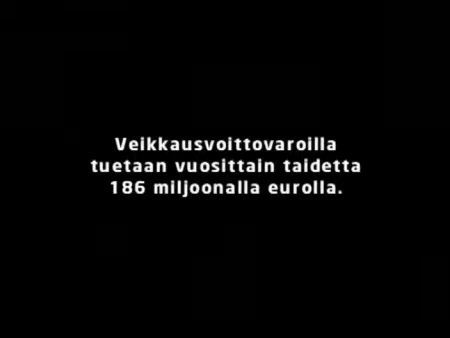 Veikkausvoittovaroilla
tuetaan vuosittain taidetta
186 miljoonalla eurolla.